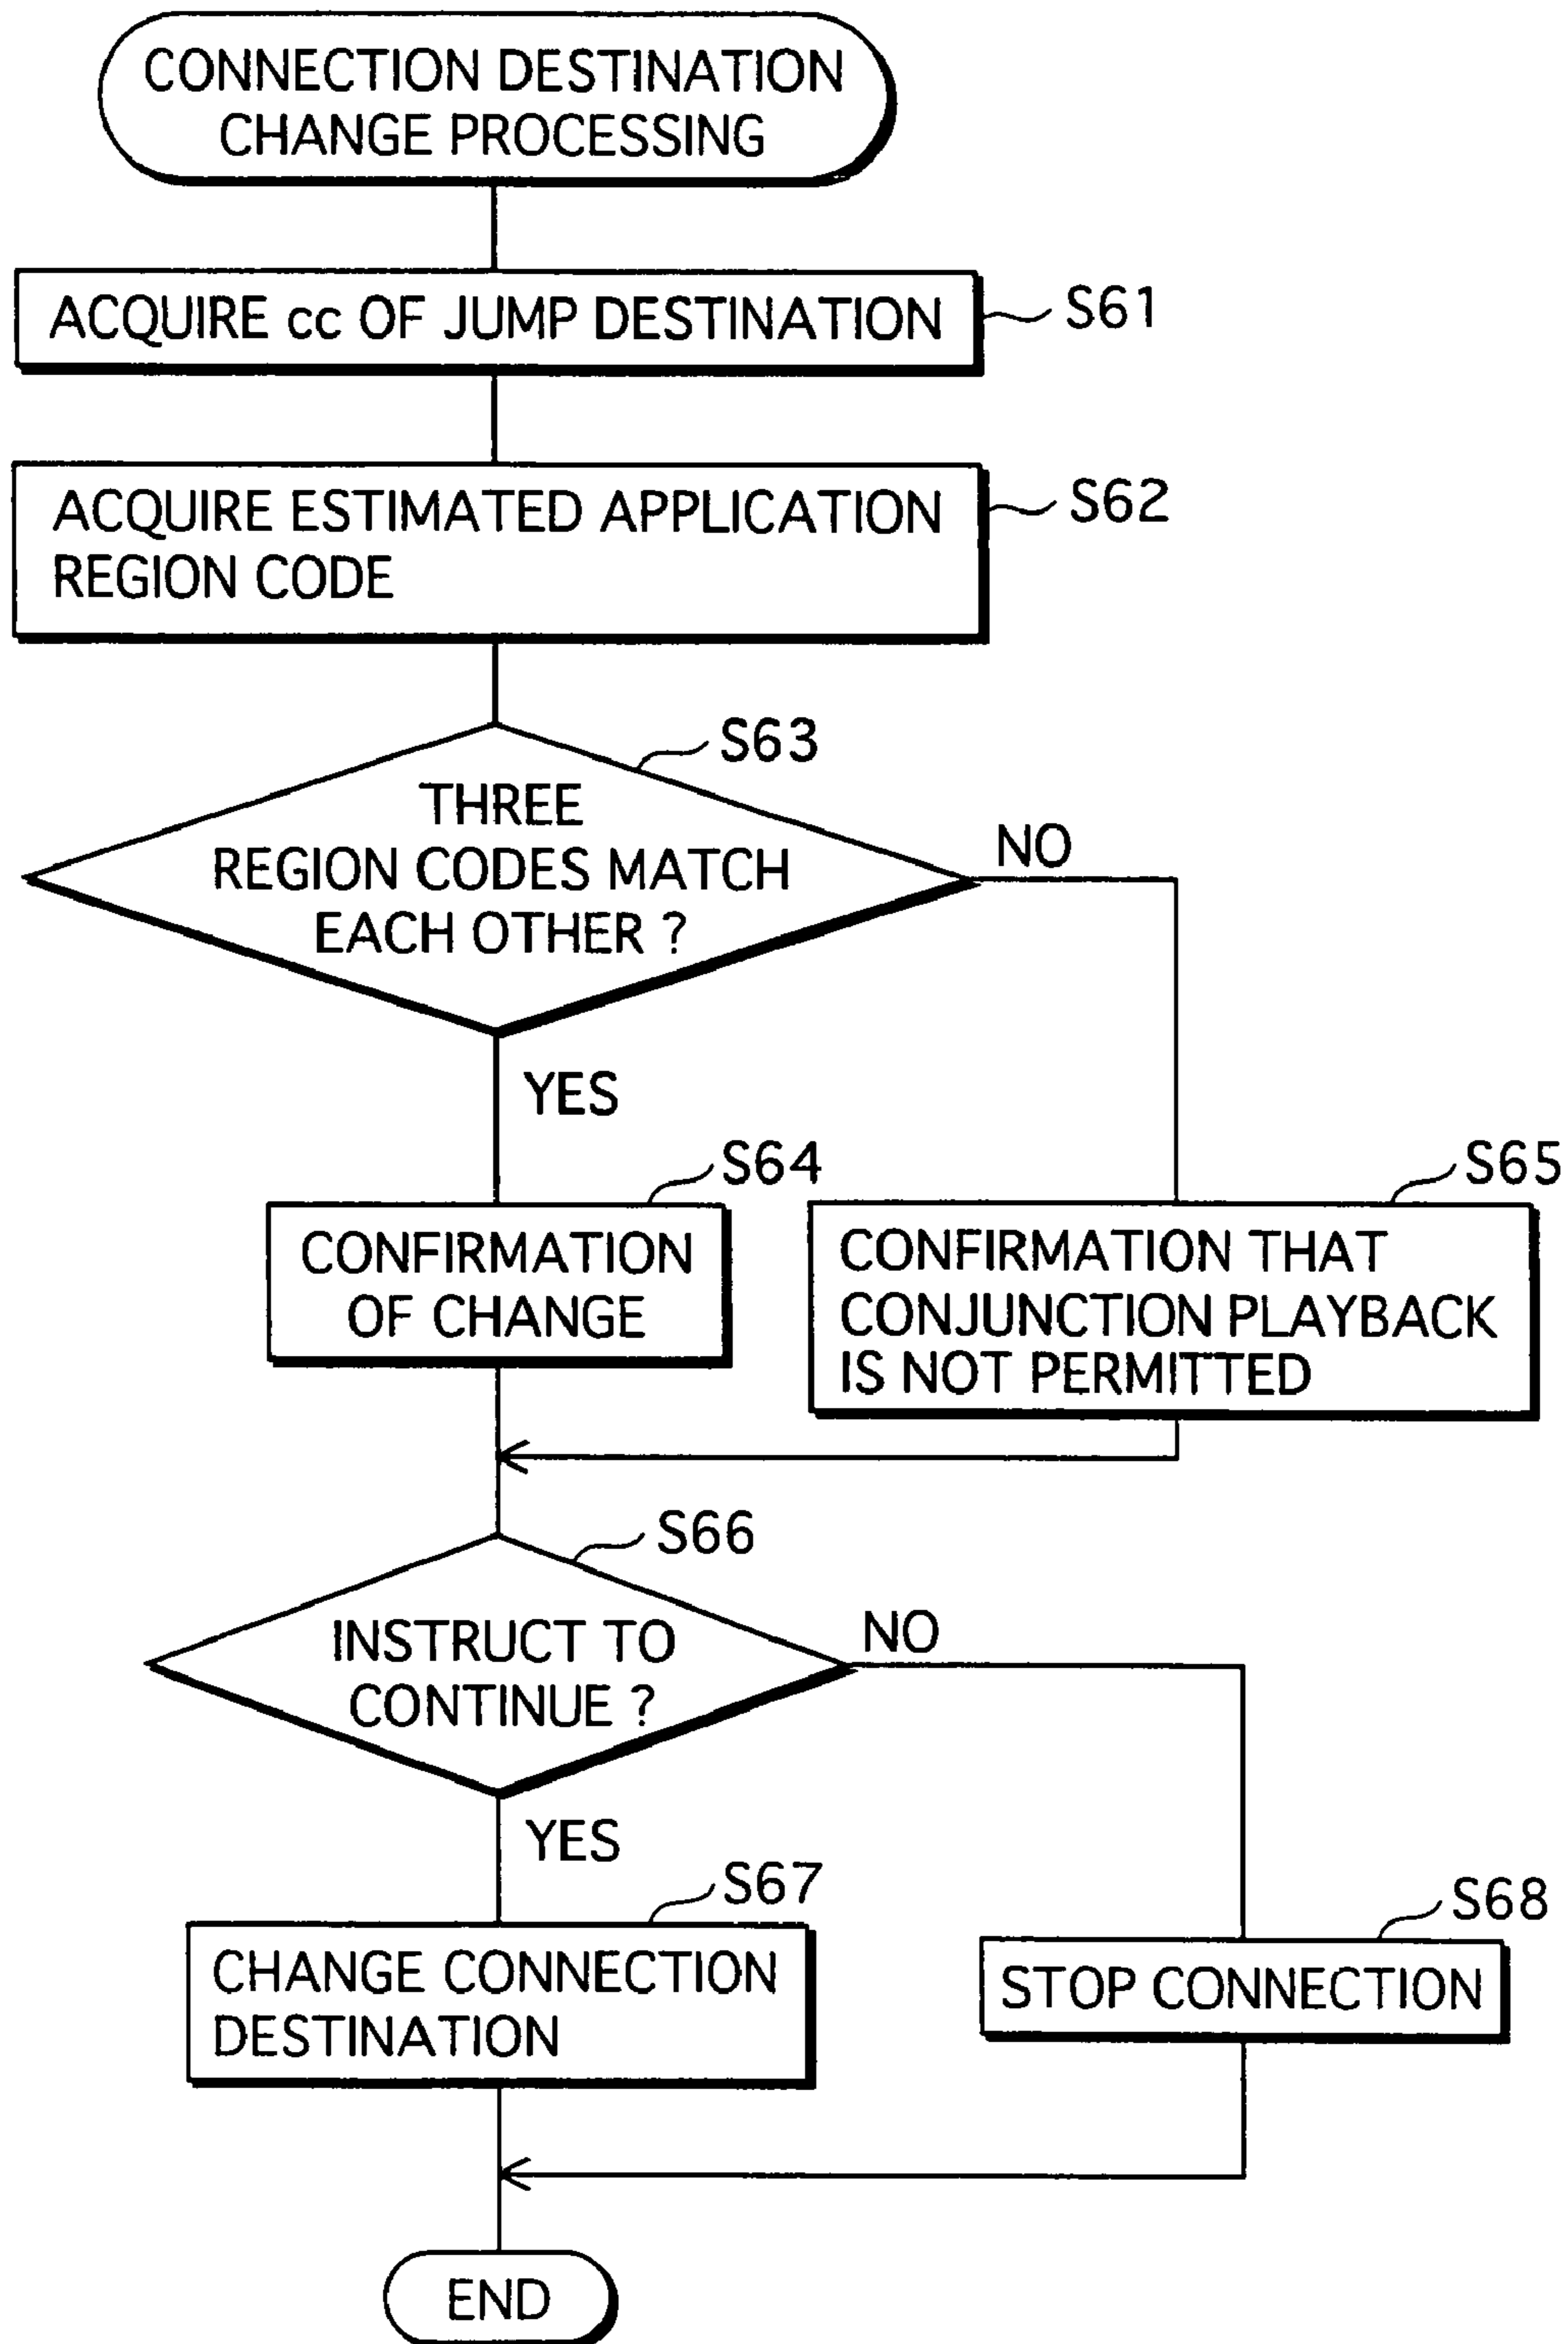 CONNECTION DESTINATION
CHANGE PROCESSING
ACQUIRE cc OF JUMP DESTINATION
S61
ACQUIRE ESTIMATED APPLICATION
REGION CODE
S62
S63
THREE
REGION CODES MATCH
EACH OTHER ?
NO
YES
S64
CONFIRMATION
OF CHANGE
S65
CONFIRMATION THAT
CONJUNCTION PLAYBACK
IS NOT PERMITTED
S66
INSTRUCT TO
CONTINUE ?
NO
YES
S67
CHANGE CONNECTION
DESTINATION
S68
STOP CONNECTION
END